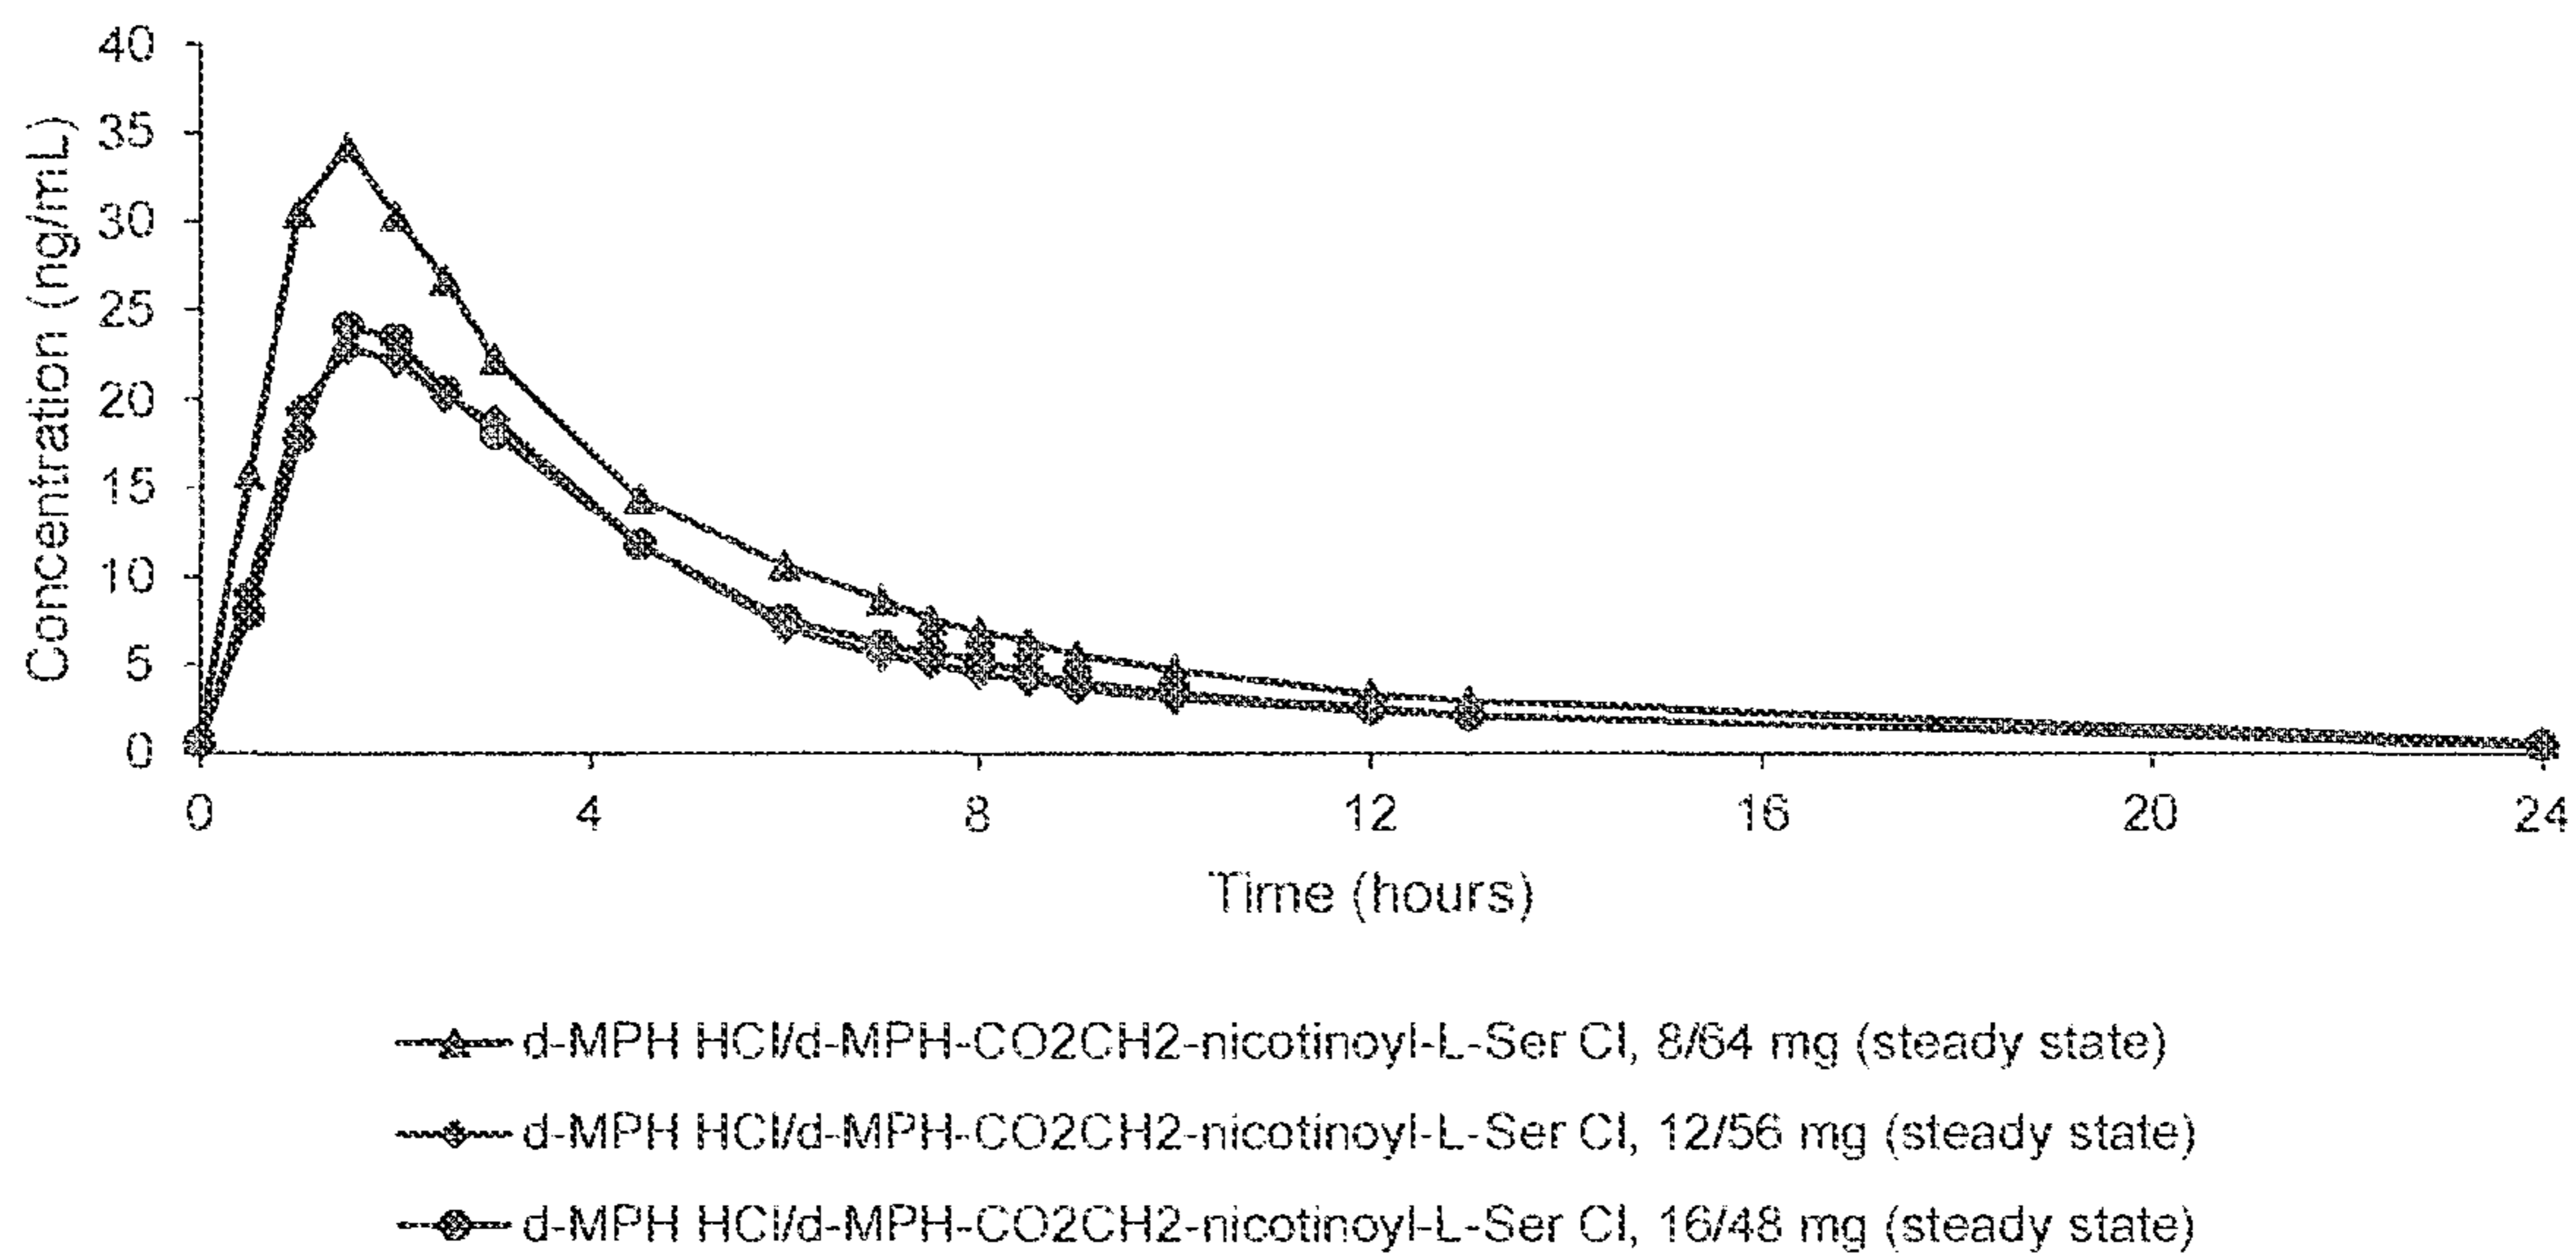 40
35
30
25
20
15
10
5
0
Concentration (ng/mL)
0 4 8 12 16 20 24
Time (hours)
d-MPH HCl/d-MPH-CO2CH2-nicotinoyl-L-Ser Cl, 8/64 mg (steady state)
d-MPH HCl/d-MPH-CO2CH2-nicotinoyl-L-Ser Cl, 12/56 mg (steady state)
d-MPH HCl/d-MPH-CO2CH2-nicotinoyl-L-Ser Cl, 16/48 mg (steady state)